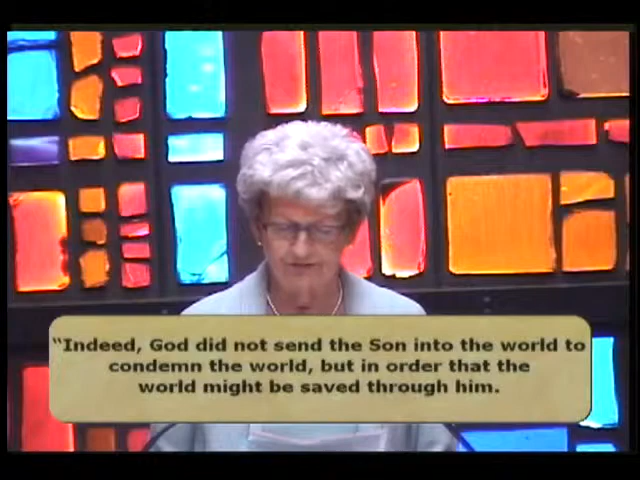 “Indeed, God did not send the Son into the world to
condemn the world, but in order that the
world might be saved through him.